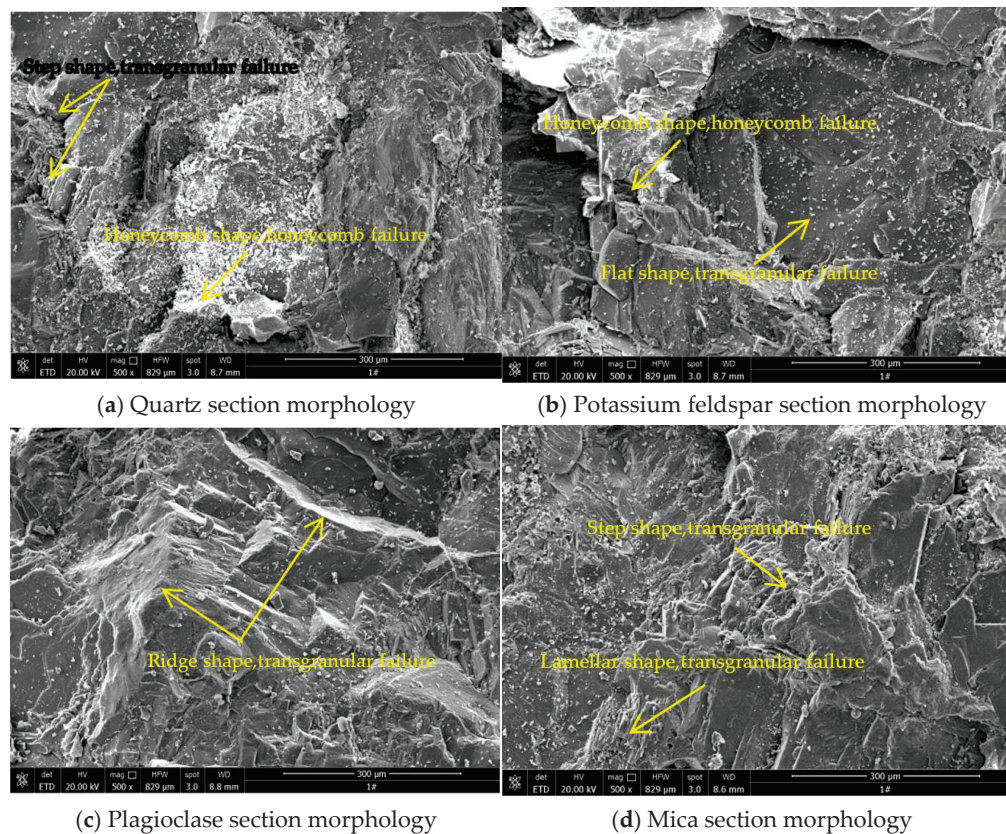 Step shape,transgranular failure
Honeycomb shape,honeycomb failure
det HV mag HFW spot WD 300 µm
ETD 20.00 kV 500 x 829 µm 3.0 8.7 mm 1#
(a) Quartz section morphology
Honeycomb shape,honeycomb failure
Flat shape,transgranular failure
det HV mag HFW spot WD 300 µm
ETD 20.00 kV 500 x 829 µm 3.0 8.7 mm 1#
(b) Potassium feldspar section morphology
Ridge shape,transgranular failure
det HV mag HFW spot WD 300 µm
ETD 20.00 kV 500 x 829 µm 3.0 8.8 mm 1#
(c) Plagioclase section morphology
Step shape,transgranular failure
Lamellar shape,transgranular failure
det HV mag HFW spot WD 300 µm
ETD 20.00 kV 500 x 829 µm 3.0 8.6 mm 1#
(d) Mica section morphology